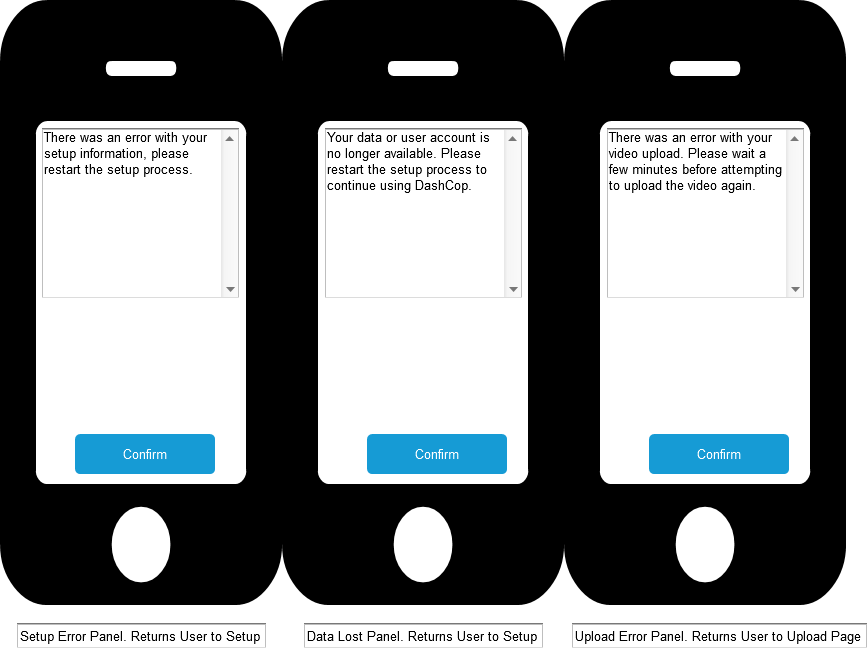 There was an error with your
setup information, please
restart the setup process.
Confirm
Setup Error Panel. Returns User to Setup
Your data or user account is
no longer available. Please
restart the setup process to
continue using DashCop.
Confirm
Data Lost Panel. Returns User to Setup
There was an error with your
video upload. Please wait a
few minutes before attempting
to upload the video again.
Confirm
Upload Error Panel. Returns User to Upload Page